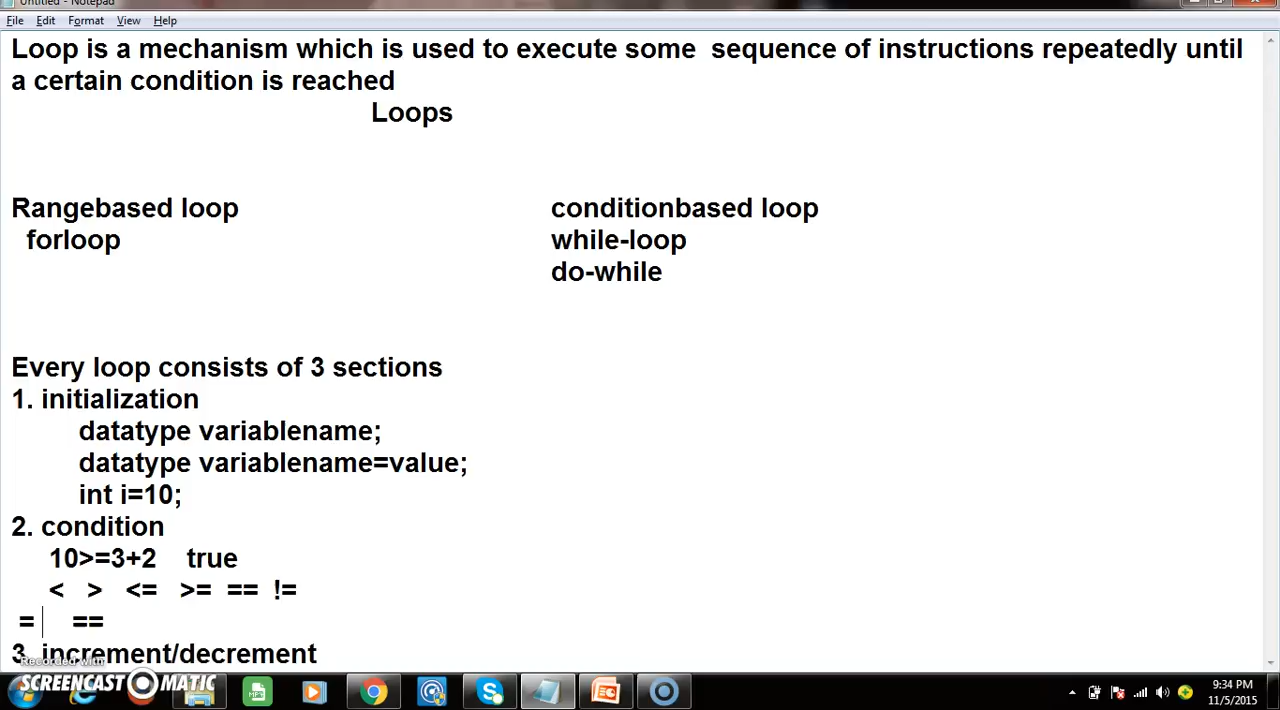 Untitled - Notepad
File Edit Format View Help
Loop is a mechanism which is used to execute some  sequence of instructions repeatedly until
a certain condition is reached
Loops
Rangebased loop conditionbased loop
forloop while-loop
do-while
Every loop consists of 3 sections
1. initialization
datatype variablename;
datatype variablename=value;
int i=10;
2. condition
10>=3+2 true
< > <= >= == !=
= ==
3. increment/decrement
Recorded with
SCREENCAST MATIC
9:34 PM
11/5/2015